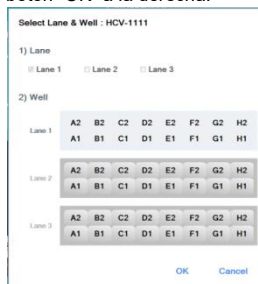 Select Lane & Well : HCV-1111
1) Lane
Lane 1 Lane 2 Lane 3
2) Well
A2 B2 C2 D2 E2 F2 G2 H2
Lane 1
A1 B1 C1 D1 E1 F1 G1 H1
A2 B2 C2 D2 E2 F2 G2 H2
Lane 2
A1 B1 C1 D1 E1 F1 G1 H1
A2 B2 C2 D2 E2 F2 G2 H2
Lane 3
A1 B1 C1 D1 E1 F1 G1 H1
OK Cancel